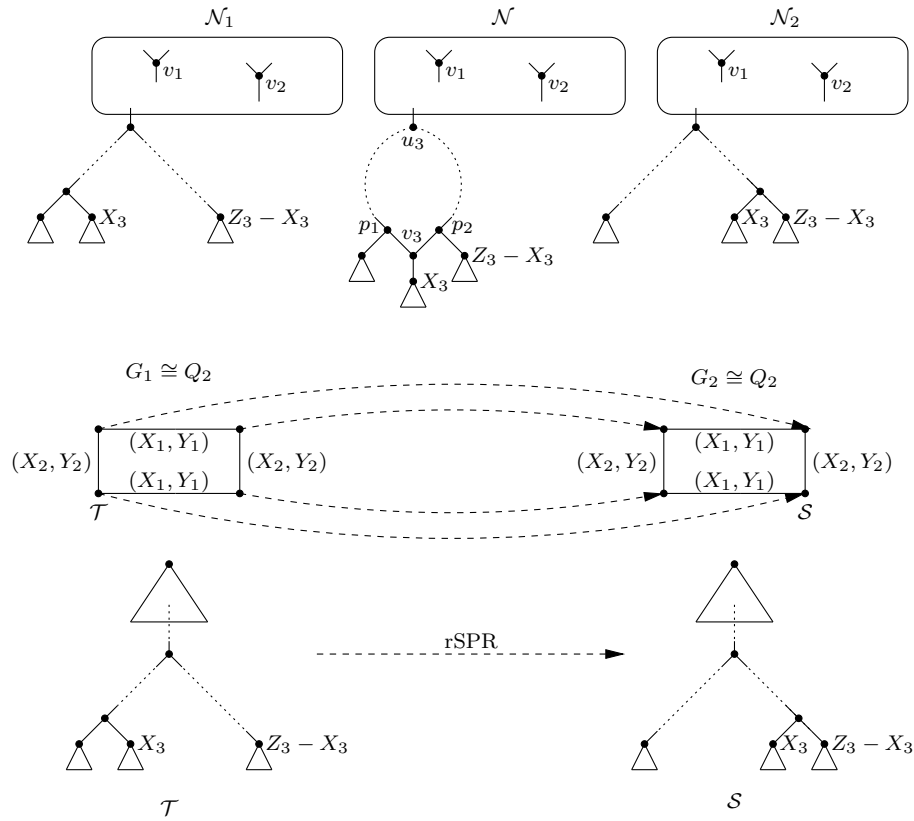 𝒩₁ 𝒩 𝒩₂
v₁ v₂ v₁ v₂ v₁ v₂
u₃
X₃ Z₃ − X₃ p₁ v₃ p₂ X₃ Z₃ − X₃
Z₃ − X₃
X₃
G₁ ≅ Q₂ G₂ ≅ Q₂
(X₁, Y₁) (X₁, Y₁)
(X₂, Y₂) (X₂, Y₂) (X₂, Y₂) (X₂, Y₂)
(X₁, Y₁) (X₁, Y₁)
𝒯 𝒮
rSPR
X₃ Z₃ − X₃ X₃ Z₃ − X₃
𝒯 𝒮